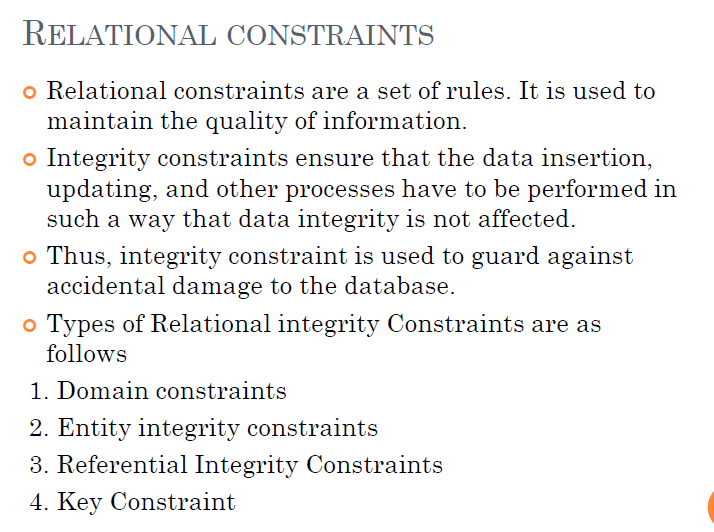 RELATIONAL CONSTRAINTS
Relational constraints are a set of rules. It is used to
maintain the quality of information.
Integrity constraints ensure that the data insertion,
updating, and other processes have to be performed in
such a way that data integrity is not affected.
Thus, integrity constraint is used to guard against
accidental damage to the database.
Types of Relational integrity Constraints are as
follows
1. Domain constraints
2. Entity integrity constraints
3. Referential Integrity Constraints
4. Key Constraint